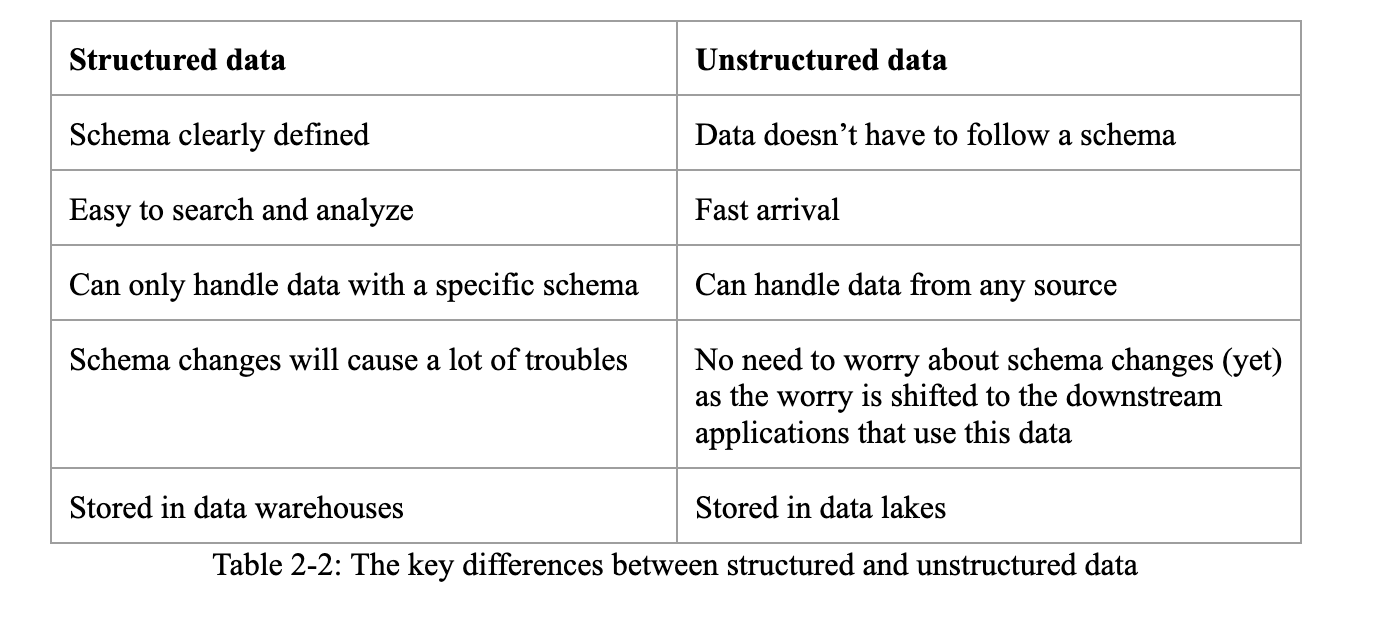 Structured data
Unstructured data
Schema clearly defined
Data doesn’t have to follow a schema
Easy to search and analyze
Fast arrival
Can only handle data with a specific schema
Can handle data from any source
Schema changes will cause a lot of troubles
No need to worry about schema changes (yet)
as the worry is shifted to the downstream
applications that use this data
Stored in data warehouses
Stored in data lakes
Table 2-2: The key differences between structured and unstructured data